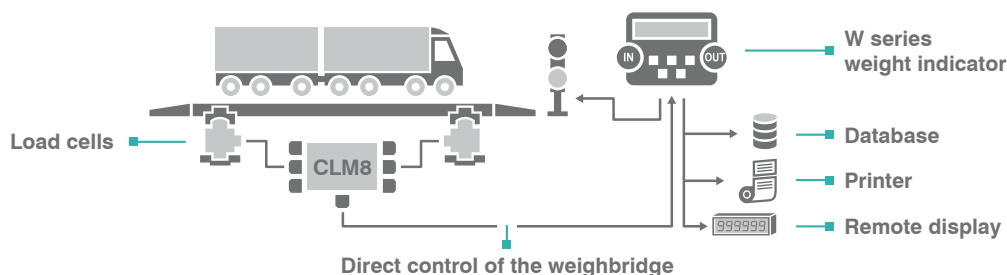 W series
weight indicator
IN
OUT
Load cells
CLM8
Database
Printer
999999
Remote display
Direct control of the weighbridge